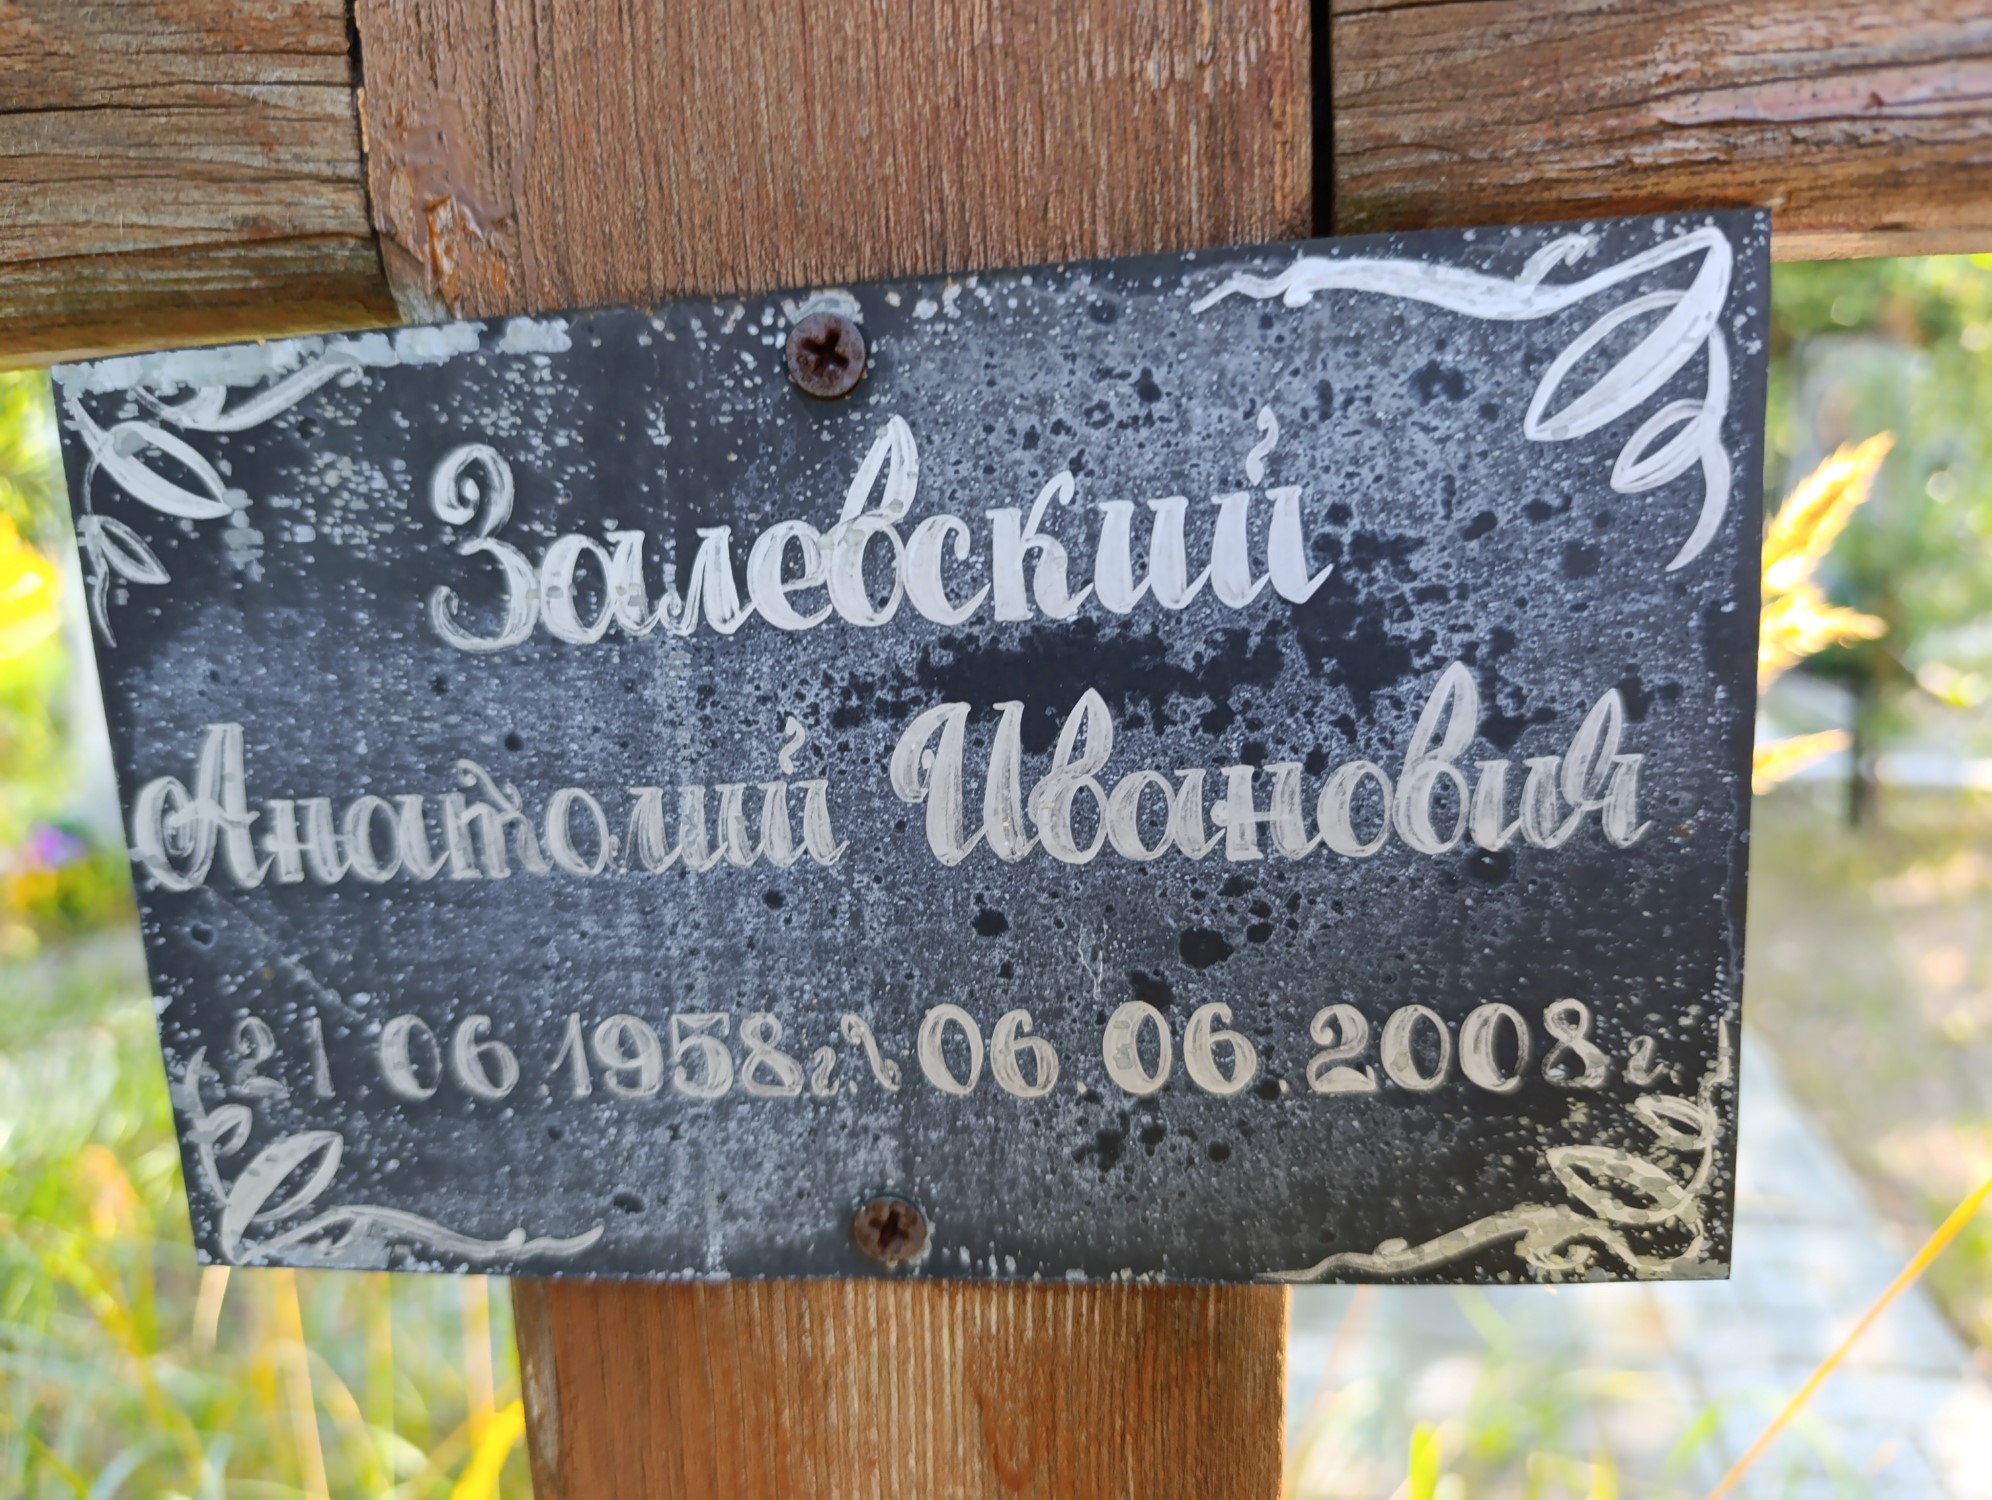 Залевский
Анатолий Иванович
21 06 1958г. 06.06.2008г.